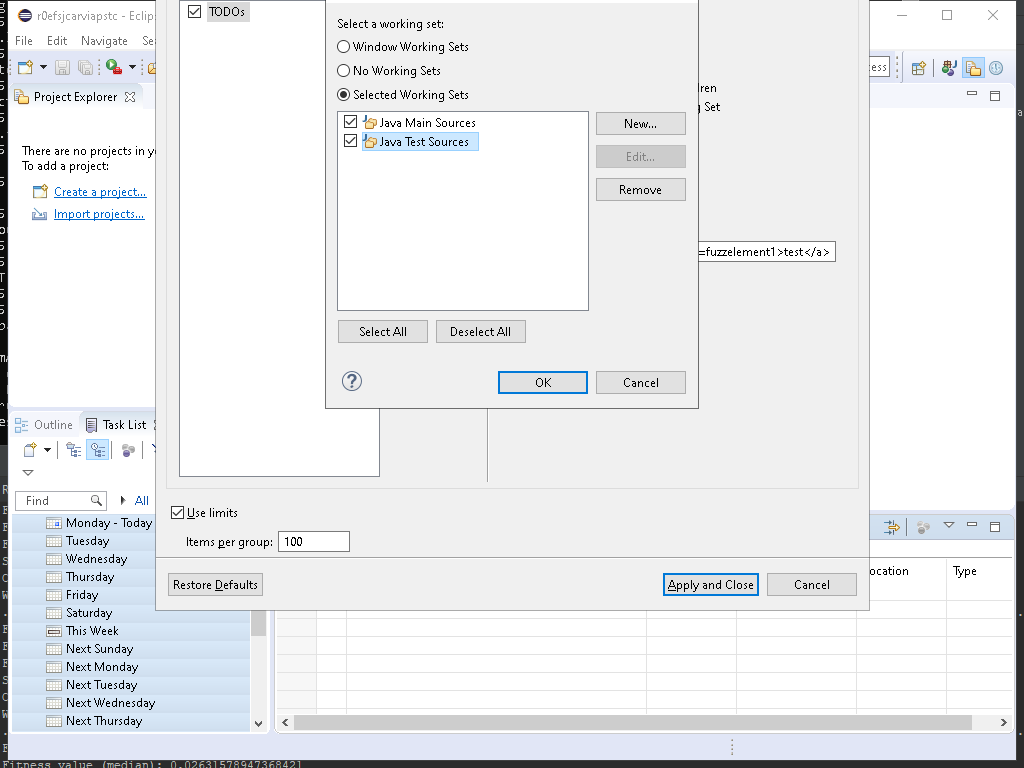 r0efsjcarviapstc - Eclip
File Edit Navigate Se
Project Explorer
There are no projects in y
To add a project:
Create a project...
Import projects...
TODOs
Select a working set:
Window Working Sets
No Working Sets
Selected Working Sets
Java Main Sources
Java Test Sources
New...
Edit...
Remove
Select All
Deselect All
OK
Cancel
ess
dren
g Set
=fuzzelement1>test</a>
Outline
Task List
Find
All
Monday - Today
Tuesday
Wednesday
Thursday
Friday
Saturday
This Week
Next Sunday
Next Monday
Next Tuesday
Next Wednesday
Next Thursday
Use limits
Items per group: 100
Restore Defaults
Apply and Close
Cancel
ocation
Type
Fitness value (median): 0.02631578947368421